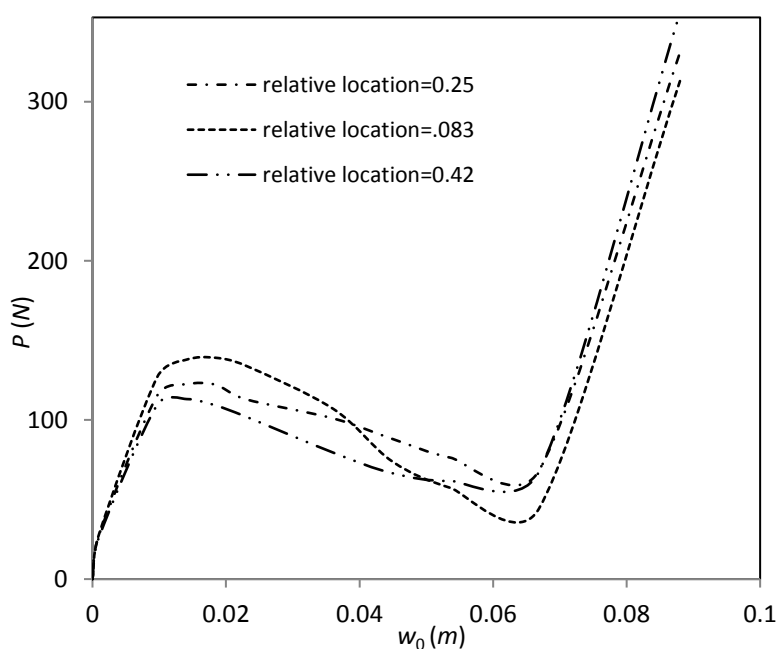 300
200
100
0
P (N)
relative location=0.25
relative location=.083
relative location=0.42
0 0.02 0.04 0.06 0.08 0.1
w0 (m)